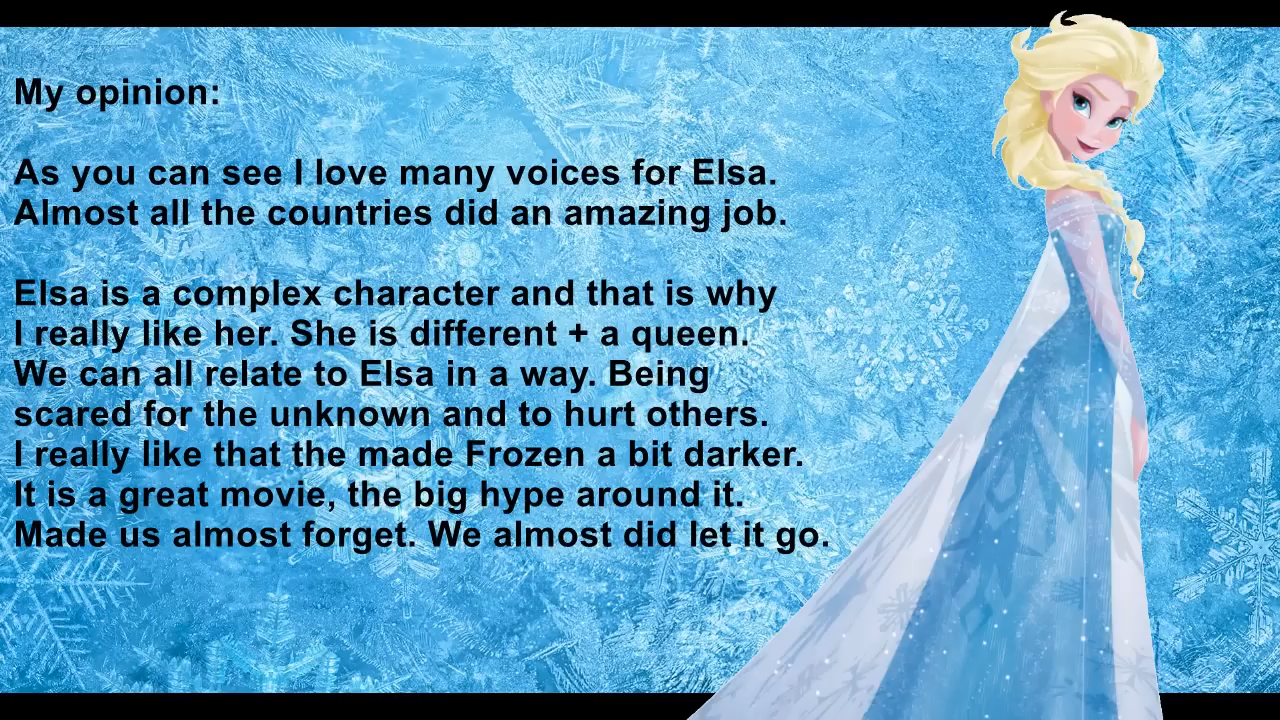 My opinion:
As you can see I love many voices for Elsa.
Almost all the countries did an amazing job.
Elsa is a complex character and that is why
I really like her. She is different + a queen.
We can all relate to Elsa in a way. Being
scared for the unknown and to hurt others.
I really like that the made Frozen a bit darker.
It is a great movie, the big hype around it.
Made us almost forget. We almost did let it go.